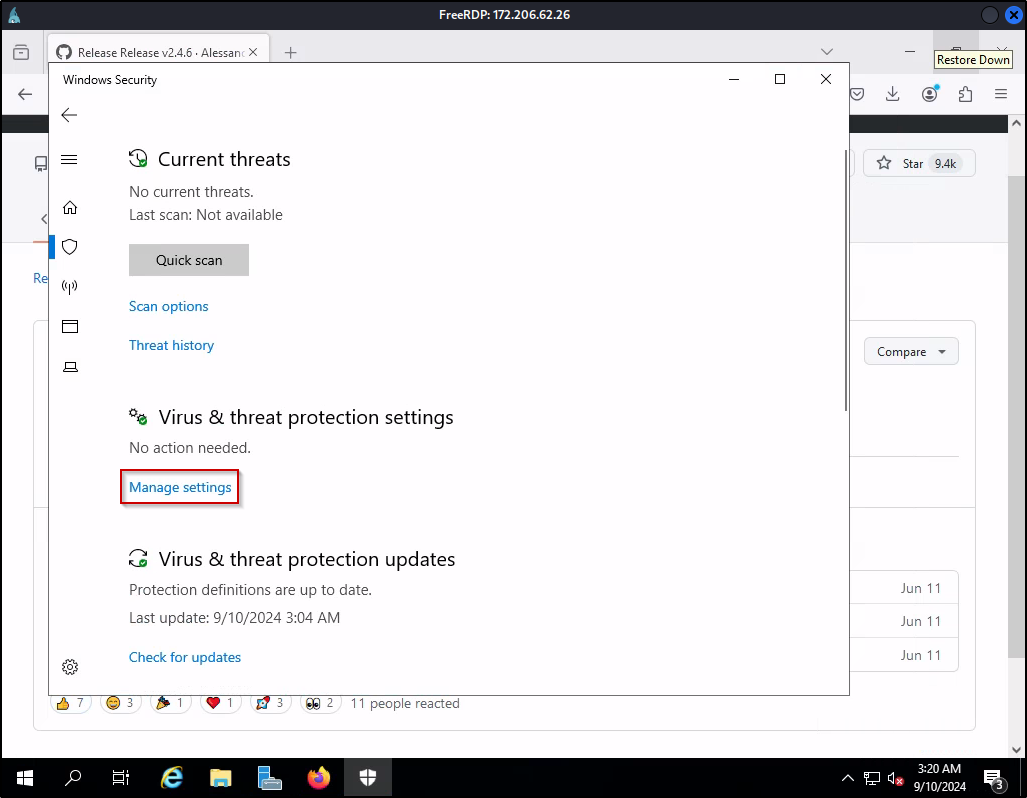 FreeRDP: 172.206.62.26
Release Release v2.4.6 · Alessanc
Restore Down
Windows Security
Star 9.4k
Current threats
No current threats.
Last scan: Not available
Quick scan
Re
Scan options
Threat history
Compare
Virus & threat protection settings
No action needed.
Manage settings
Virus & threat protection updates
Protection definitions are up to date.
Jun 11
Last update: 9/10/2024 3:04 AM
Jun 11
Check for updates
Jun 11
7 3 1 1 3 2 11 people reacted
3:20 AM
9/10/2024
3